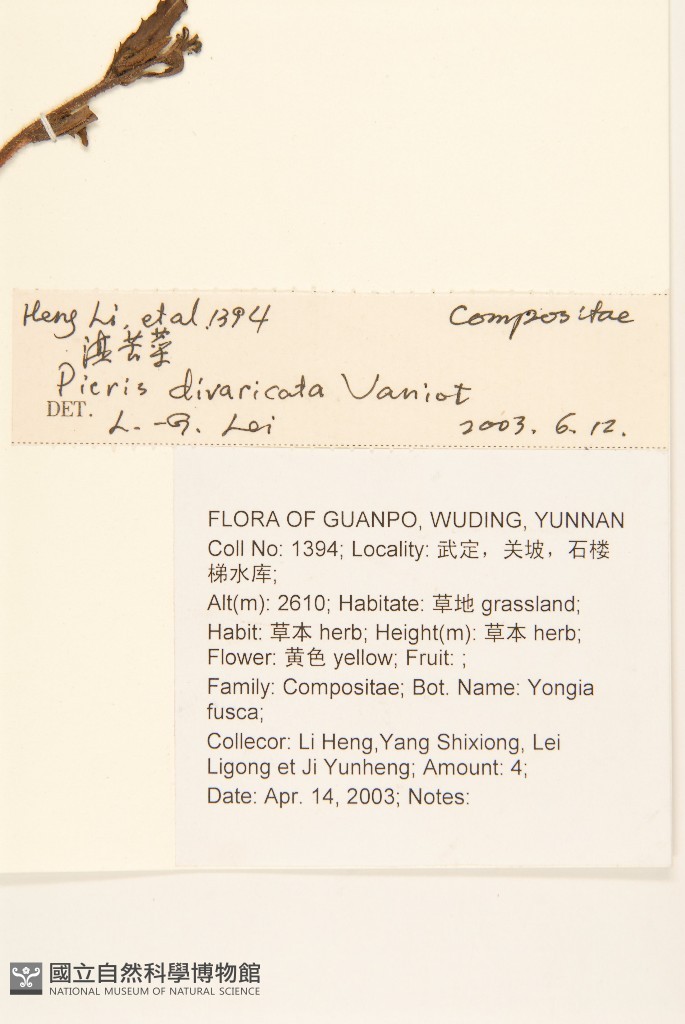 Heng Li, et al. 1394 Compositae
滇苦菜
Picris divaricata Vaniot
DET. L.-G. Lei 2003. 6. 12.
FLORA OF GUANPO, WUDING, YUNNAN
Coll No: 1394; Locality: 武定，关坡，石楼
梯水库;
Alt(m): 2610; Habitate: 草地 grassland;
Habit: 草本 herb; Height(m): 草本 herb;
Flower: 黄色 yellow; Fruit: ;
Family: Compositae; Bot. Name: Yongia
fusca;
Collecor: Li Heng,Yang Shixiong, Lei
Ligong et Ji Yunheng; Amount: 4;
Date: Apr. 14, 2003; Notes:
國立自然科學博物館
NATIONAL MUSEUM OF NATURAL SCIENCE